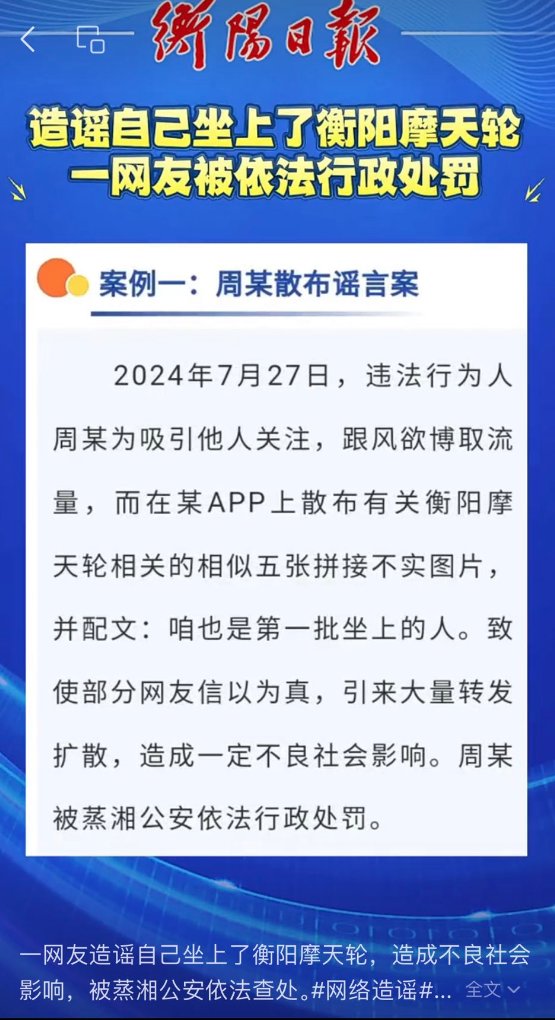 衡陽日報
造谣自己坐上了衡阳摩天轮
一网友被依法行政处罚
案例一：周某散布谣言案
2024年7月27日，违法行为人
周某为吸引他人关注，跟风欲博取流
量，而在某APP上散布有关衡阳摩
天轮相关的相似五张拼接不实图片，
并配文：咱也是第一批坐上的人。致
使部分网友信以为真，引来大量转发
扩散，造成一定不良社会影响。周某
被蒸湘公安依法行政处罚。
一网友造谣自己坐上了衡阳摩天轮，造成不良社会
影响，被蒸湘公安依法查处。#网络造谣#... 全文